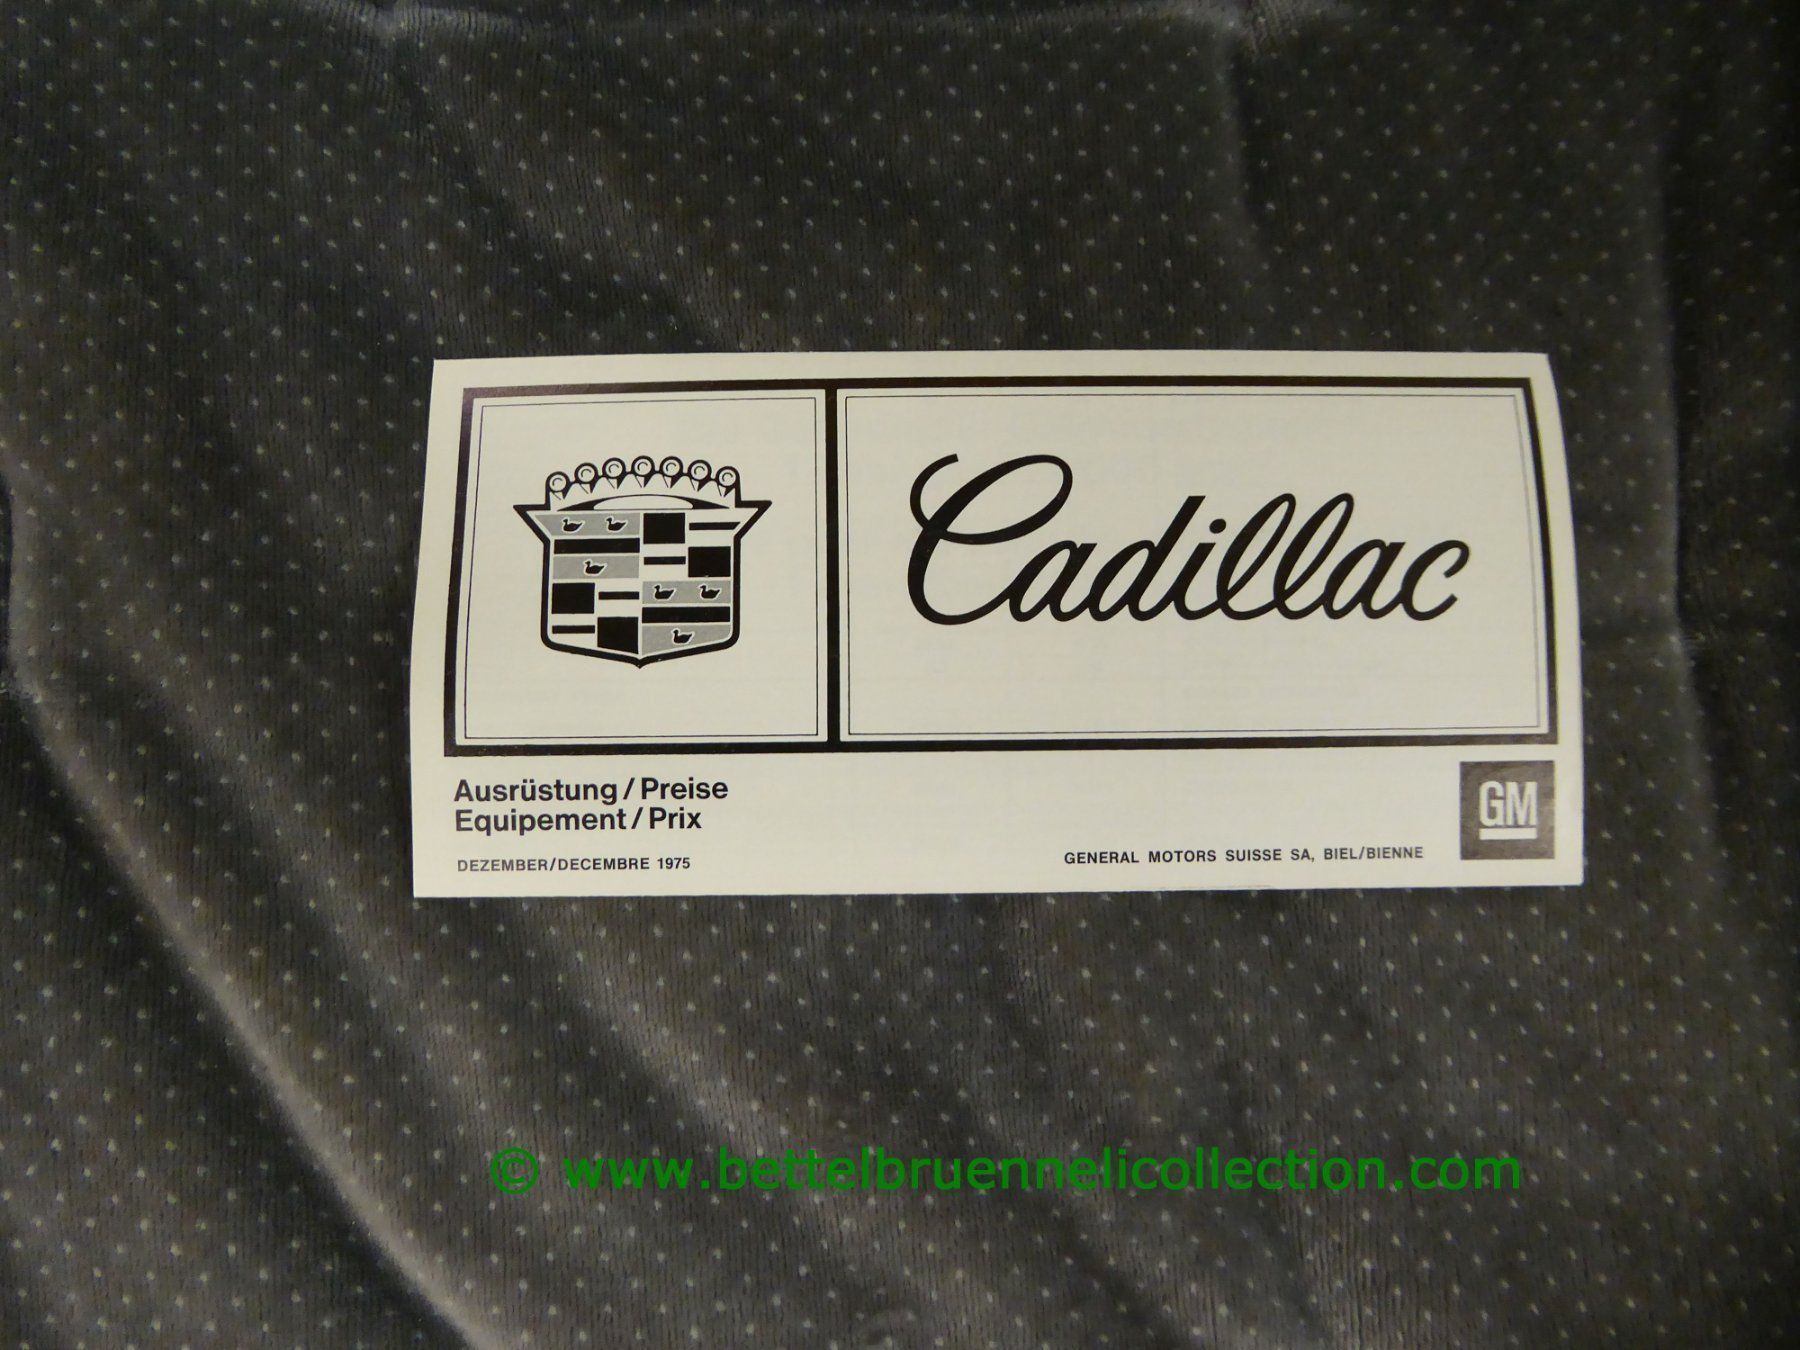 Cadillac
Ausrüstung / Preise
Equipement / Prix
DEZEMBER/DECEMBRE 1975
GENERAL MOTORS SUISSE SA, BIEL/BIENNE
GM
© www.bettelbruennelicollection.com